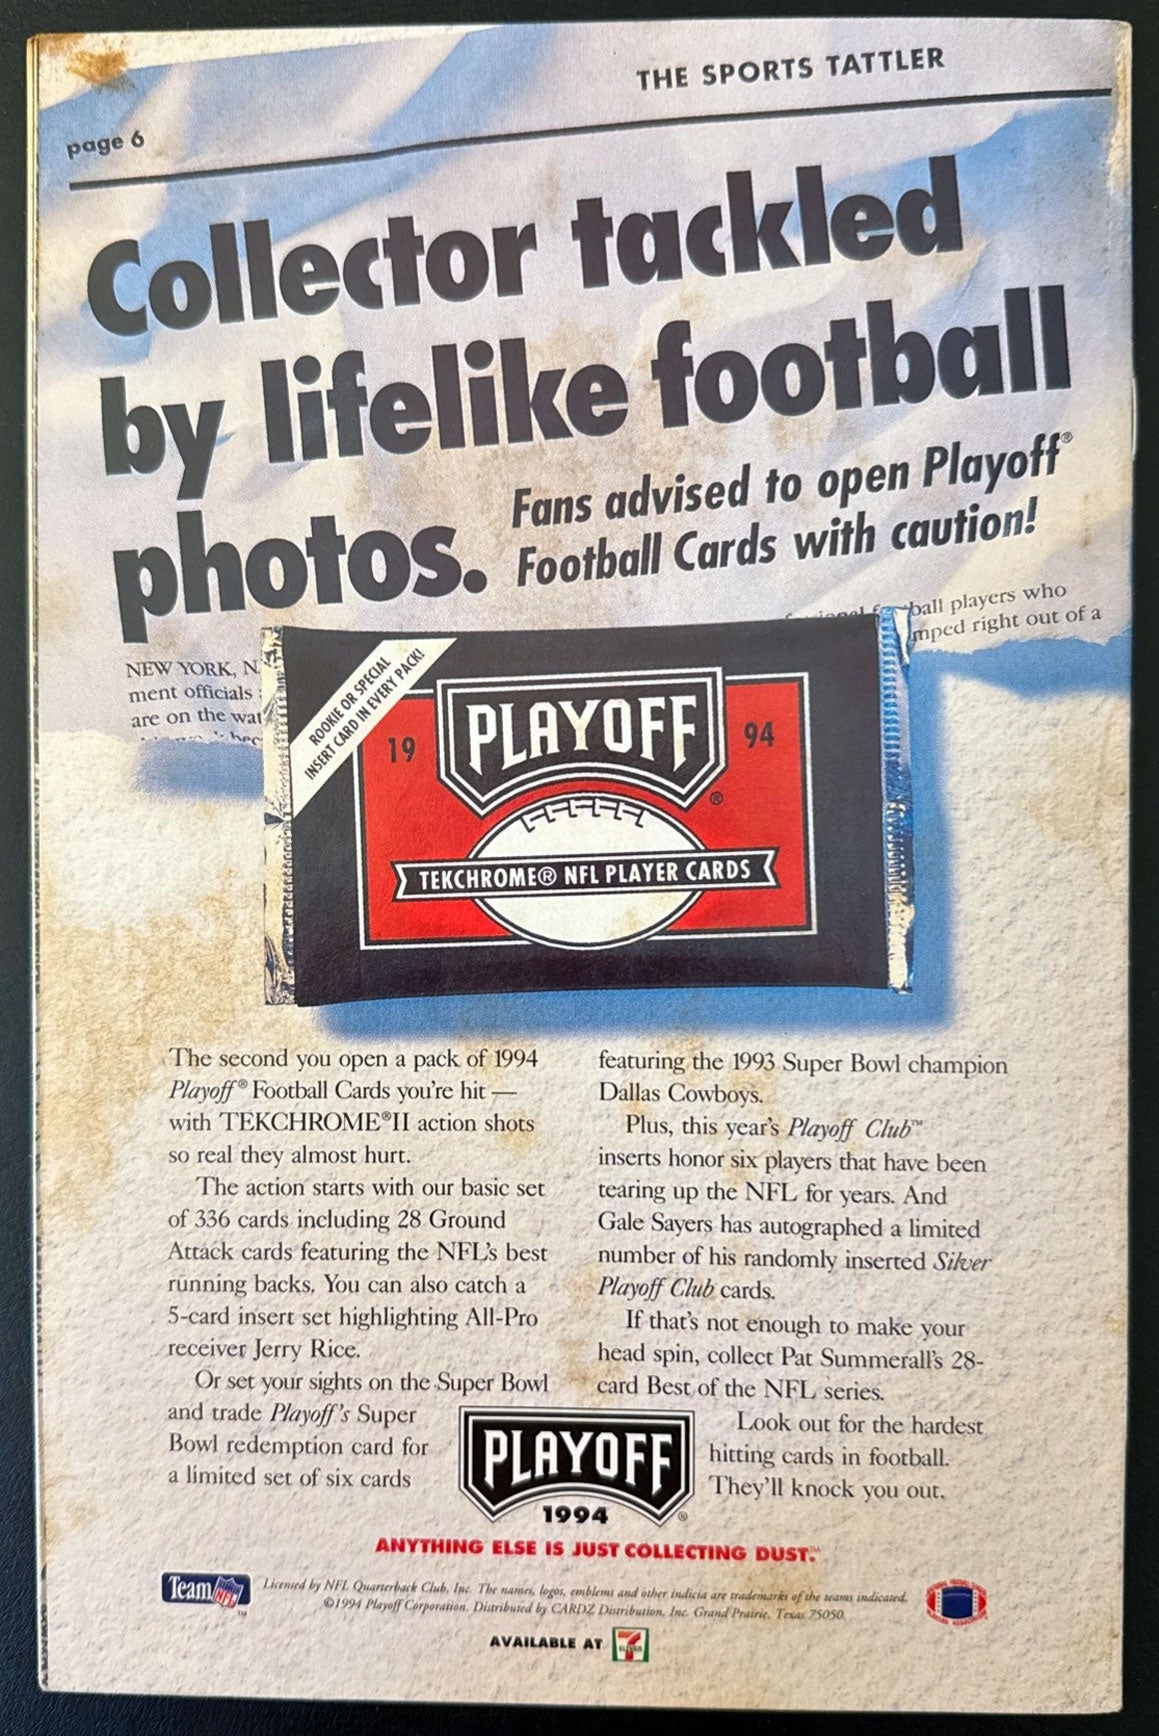 THE SPORTS TATTLER
page 6
Collector tackled
by lifelike football
photos.
Fans advised to open Playoff®
Football Cards with caution!
ball players who
mped right out of a
NEW YORK, N
ment officials
are on the wat
ROOKIE OR SPECIAL
INSERT CARD IN EVERY PACK!
19 PLAYOFF 94
®
TEKCHROME® NFL PLAYER CARDS
The second you open a pack of 1994
Playoff® Football Cards you're hit —
with TEKCHROME®II action shots
so real they almost hurt.
The action starts with our basic set
of 336 cards including 28 Ground
Attack cards featuring the NFL's best
running backs. You can also catch a
5-card insert set highlighting All-Pro
receiver Jerry Rice.
Or set your sights on the Super Bowl
and trade Playoff's Super
Bowl redemption card for
a limited set of six cards
featuring the 1993 Super Bowl champion
Dallas Cowboys.
Plus, this year's Playoff Club™
inserts honor six players that have been
tearing up the NFL for years. And
Gale Sayers has autographed a limited
number of his randomly inserted Silver
Playoff Club cards.
If that's not enough to make your
head spin, collect Pat Summerall's 28-
card Best of the NFL series.
Look out for the hardest
hitting cards in football.
They'll knock you out.
PLAYOFF
1994 ®
ANYTHING ELSE IS JUST COLLECTING DUST.™
Team NFL ™
Licensed by NFL Quarterback Club, Inc. The names, logos, emblems and other indicia are trademarks of the teams indicated.
©1994 Playoff Corporation. Distributed by CARDZ Distribution, Inc. Grand Prairie, Texas 75050.
AVAILABLE AT 7 ELEVEN